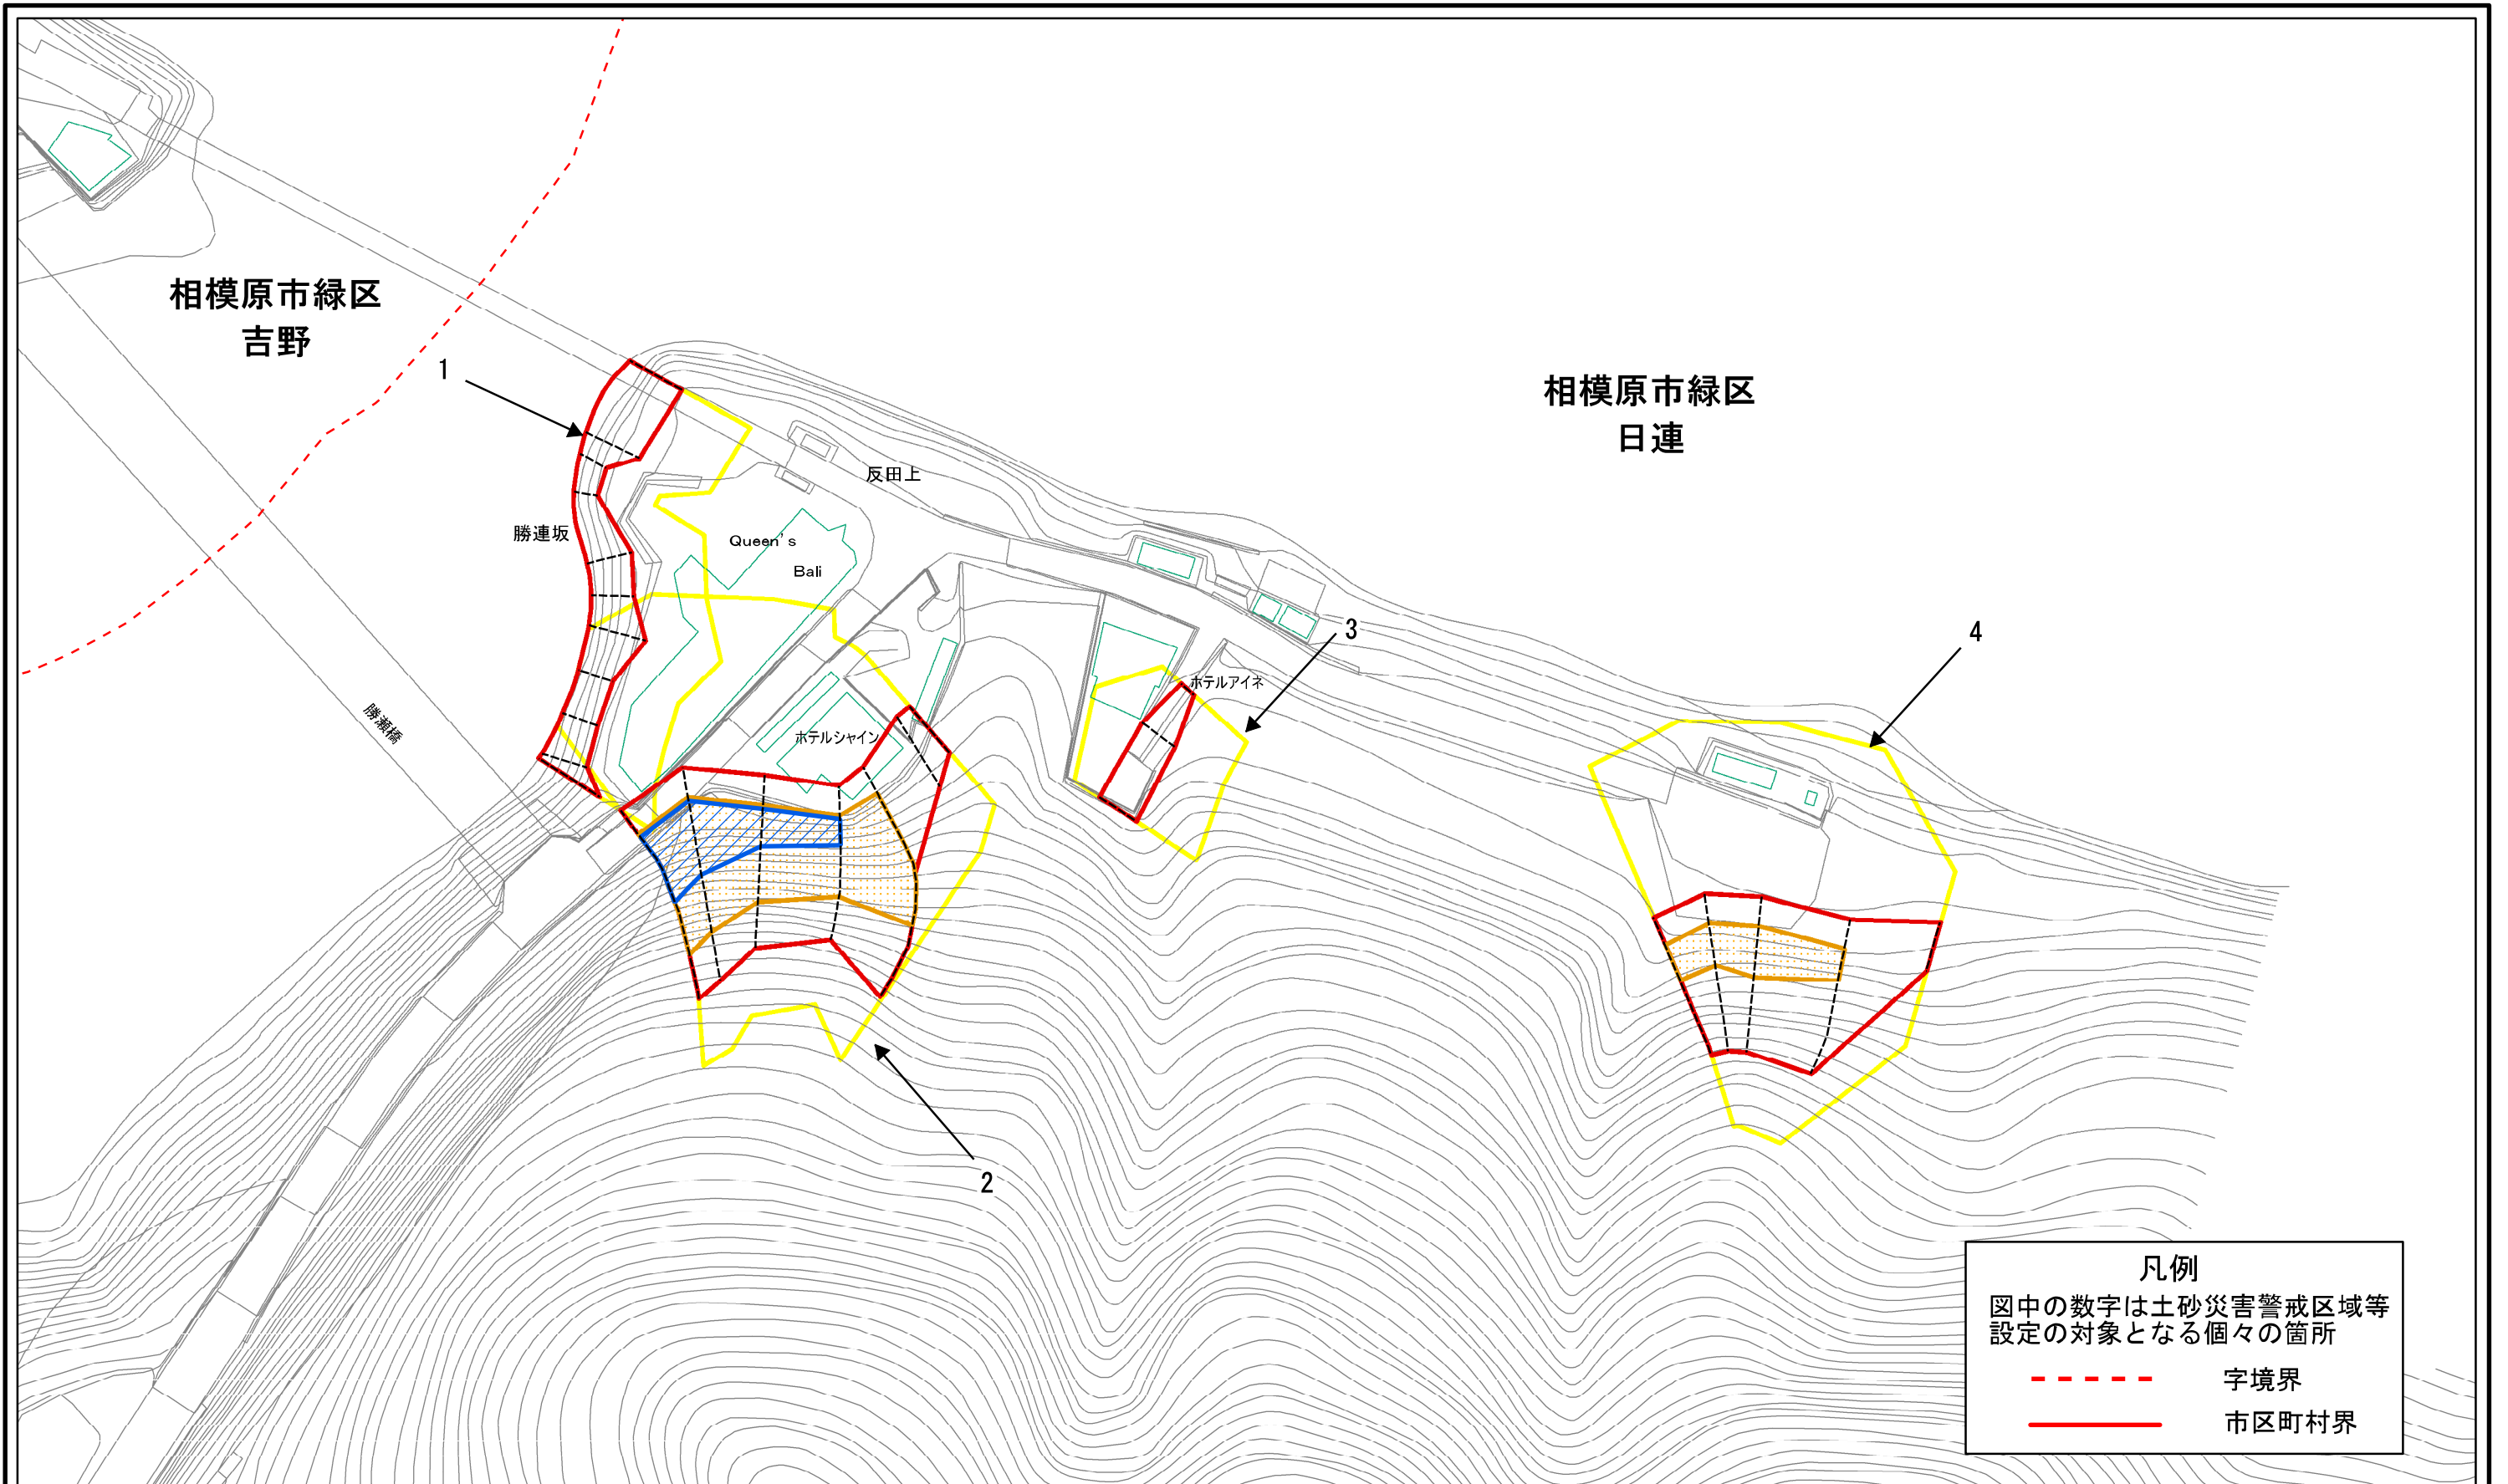 相模原市緑区
吉野
1
相模原市緑区
日連
反田上
勝連坂
Queen's
Bali
3
4
ホテルアイネ
勝瀬橋
ホテルシャイン
2
凡例
図中の数字は土砂災害警戒区域等
設定の対象となる個々の箇所
字境界
市区町村界